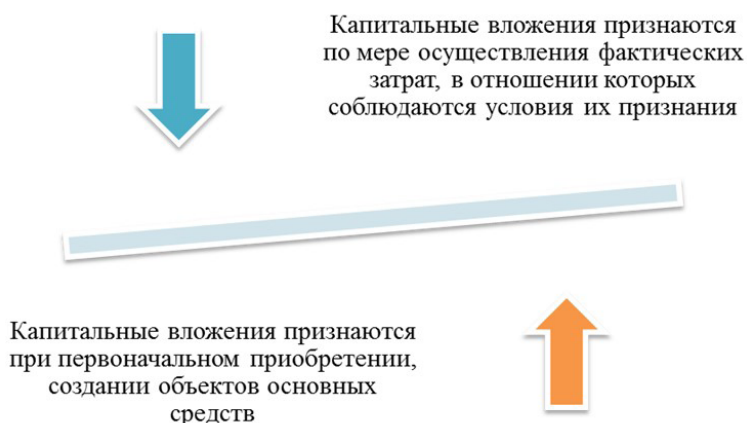 Капитальные вложения признаются
по мере осуществления фактических
затрат, в отношении которых
соблюдаются условия их признания
Капитальные вложения признаются
при первоначальном приобретении,
создании объектов основных
средств